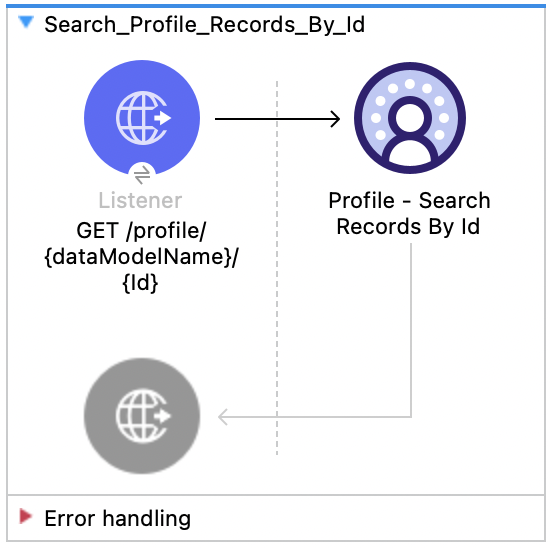 Search_Profile_Records_By_Id
Listener
GET /profile/
{dataModelName}/
{Id}
Profile - Search
Records By Id
Error handling